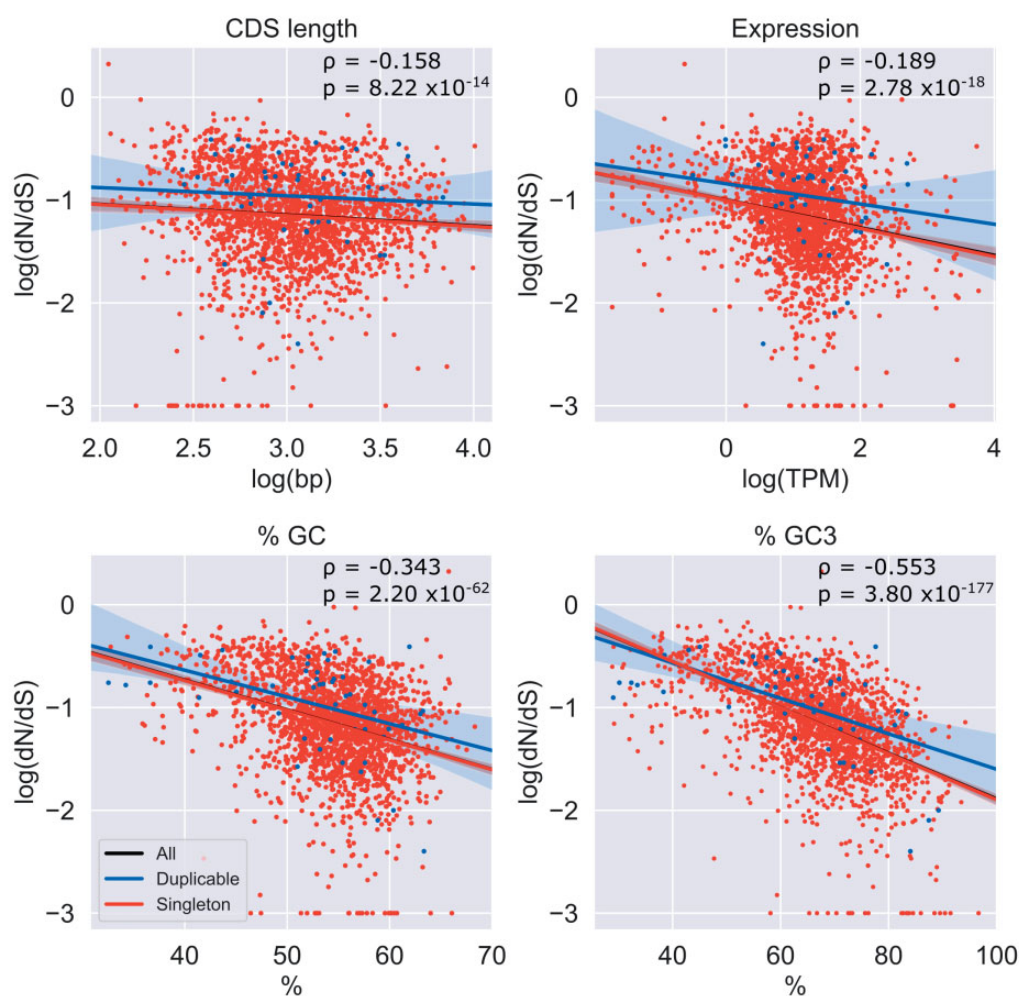 CDS length
ρ = -0.158
p = 8.22 x10-14
0
−1
−2
−3
log(dN/dS)
2.0 2.5 3.0 3.5 4.0
log(bp)
Expression
ρ = -0.189
p = 2.78 x10-18
0
−1
−2
−3
log(dN/dS)
0 2 4
log(TPM)
% GC
ρ = -0.343
p = 2.20 x10-62
0
−1
−2
−3
log(dN/dS)
All
Duplicable
Singleton
40 50 60 70
%
% GC3
ρ = -0.553
p = 3.80 x10-177
0
−1
−2
−3
log(dN/dS)
40 60 80 100
%